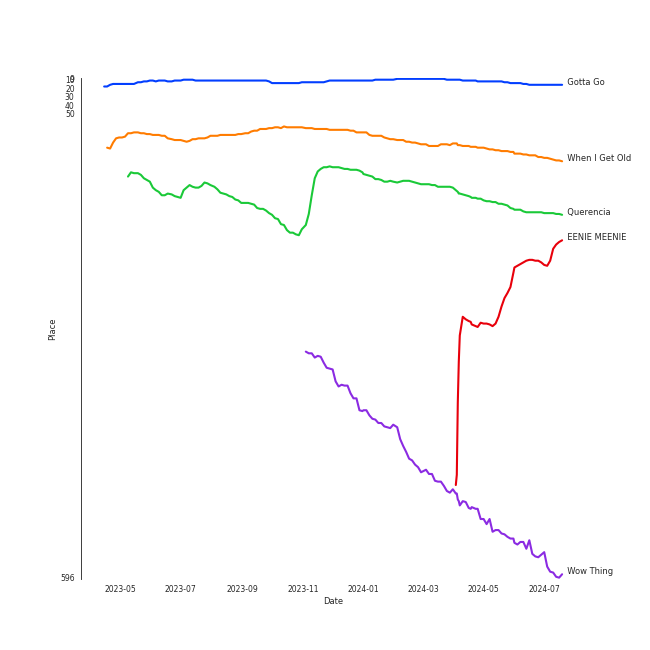 0
10
20
30
40
50
596
Place
Gotta Go
When I Get Old
Querencia
EENIE MEENIE
Wow Thing
2023-05 2023-07 2023-09 2023-11 2024-01 2024-03 2024-05 2024-07
Date